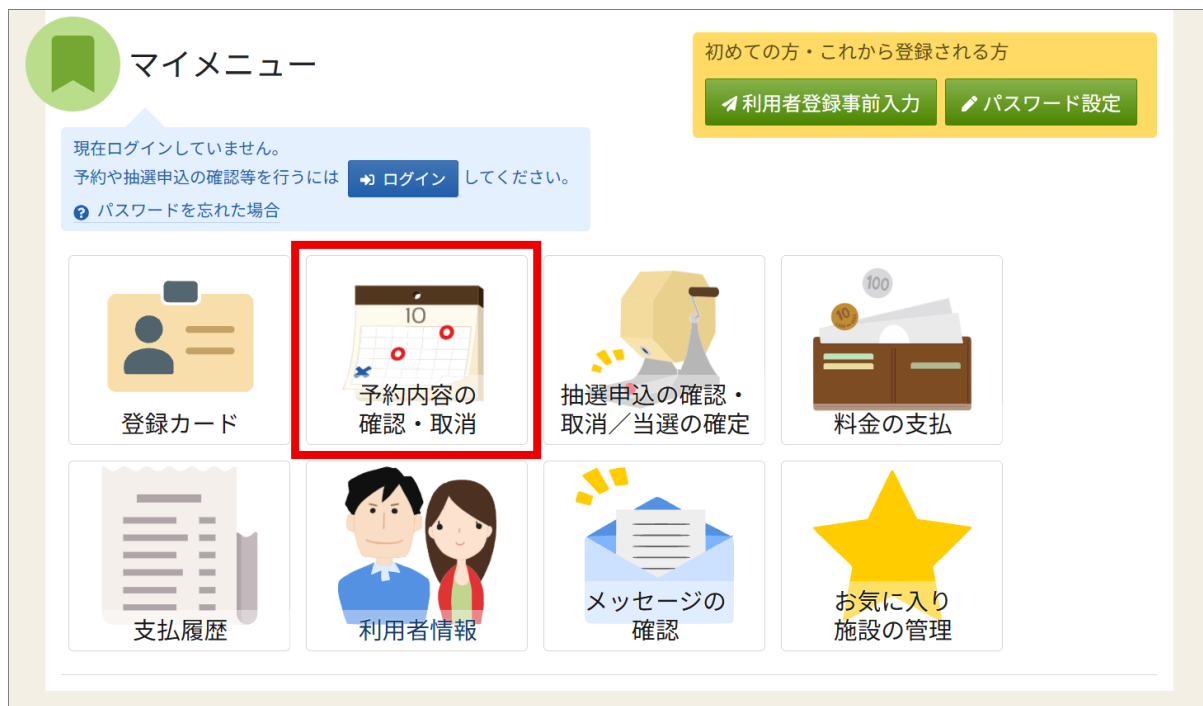 マイメニュー
初めての方・これから登録される方
利用者登録事前入力
パスワード設定
現在ログインしていません。
予約や抽選申込の確認等を行うには ログイン してください。
パスワードを忘れた場合
登録カード
10
予約内容の
確認・取消
抽選申込の確認・
取消／当選の確定
100
10
料金の支払
支払履歴
利用者情報
メッセージの
確認
お気に入り
施設の管理